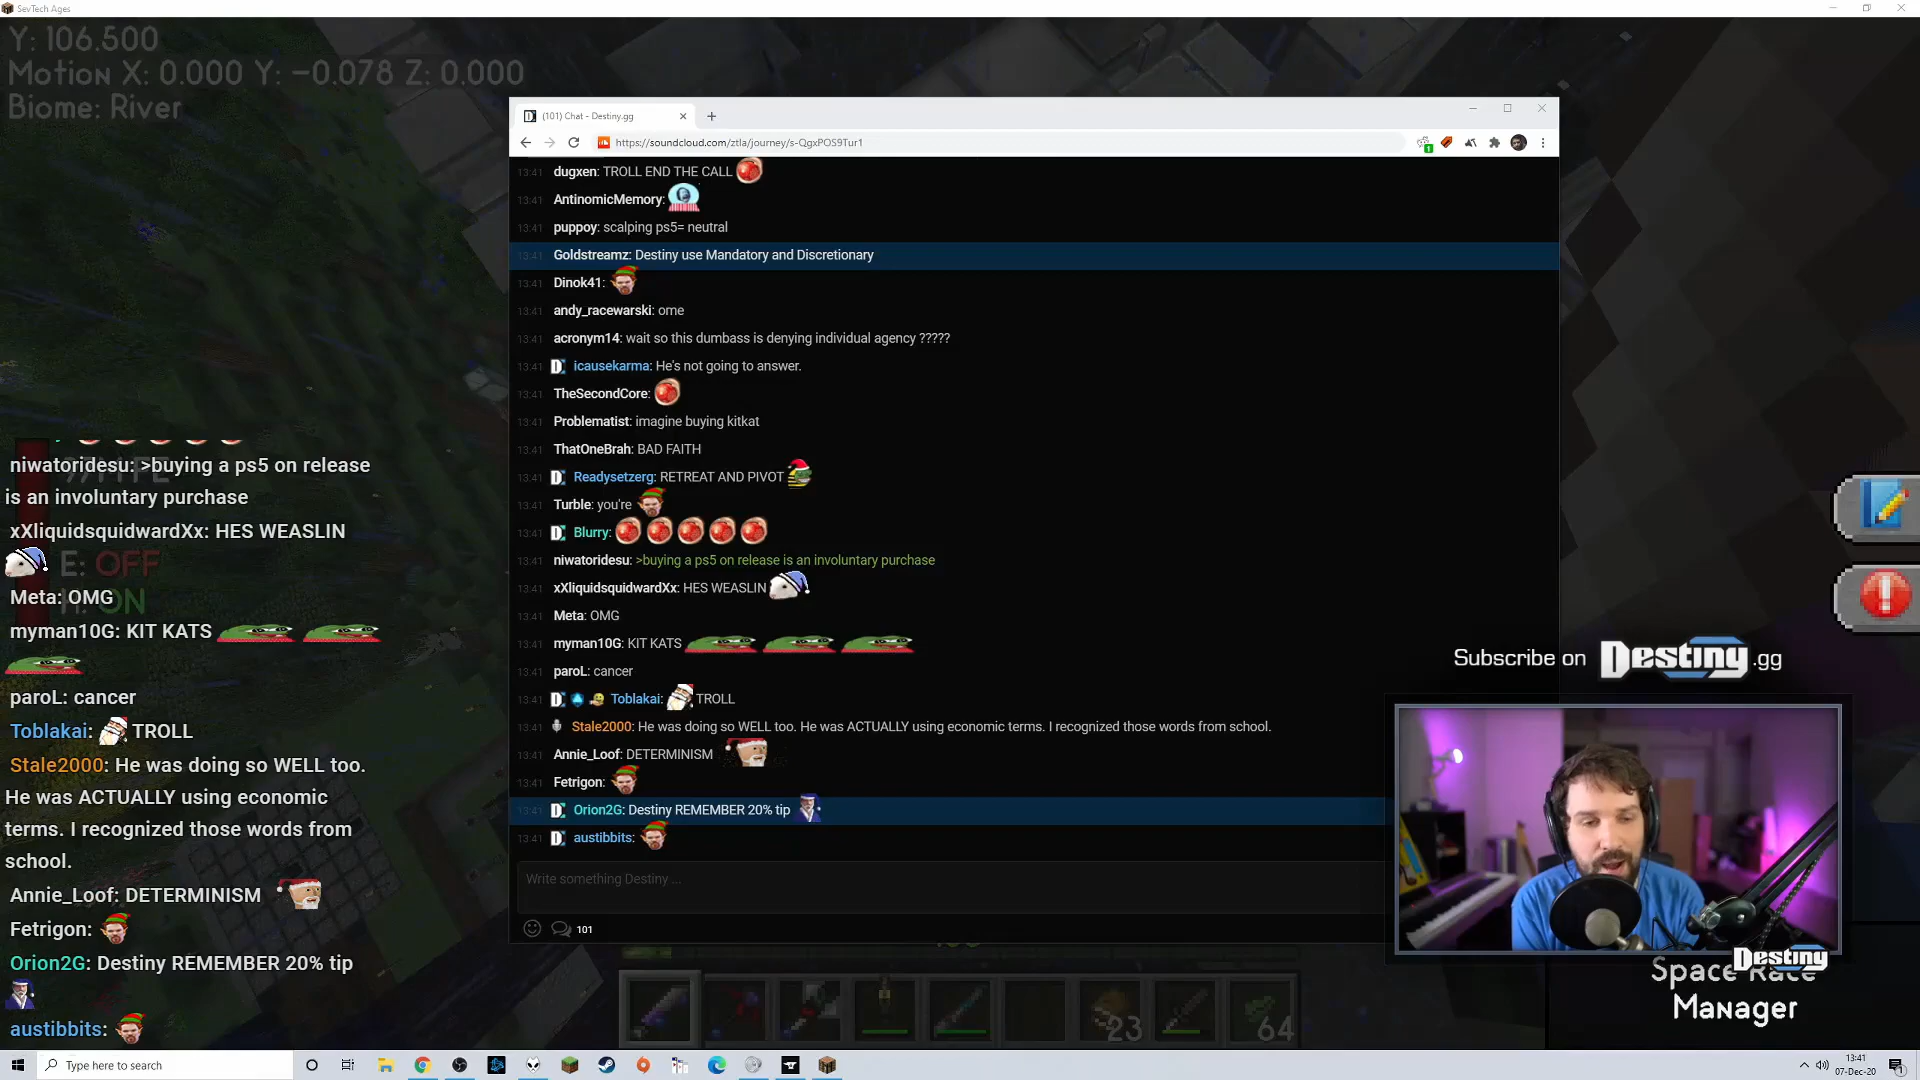 SevTech Ages
Y: 106.500
Motion X: 0.000 Y: -0.078 Z: 0.000
Biome: River
(101) Chat - Destiny.gg
https://soundcloud.com/ztla/journey/s-QgxPOS9Tur1
13:41 dugxen: TROLL END THE CALL
13:41 AntinomicMemory:
13:41 puppoy: scalping ps5= neutral
13:41 Goldstreamz: Destiny use Mandatory and Discretionary
13:41 Dinok41:
13:41 andy_racewarski: ome
13:41 acronym14: wait so this dumbass is denying individual agency ?????
13:41 icausekarma: He's not going to answer.
13:41 TheSecondCore:
13:41 Problematist: imagine buying kitkat
13:41 ThatOneBrah: BAD FAITH
13:41 Readysetzerg: RETREAT AND PIVOT
13:41 Turble: you're
13:41 Blurry:
13:41 niwatoridesu: >buying a ps5 on release is an involuntary purchase
13:41 xXliquidsquidwardXx: HES WEASLIN
13:41 Meta: OMG
13:41 myman10G: KIT KATS
13:41 paroL: cancer
13:41 Toblakai: TROLL
13:41 Stale2000: He was doing so WELL too. He was ACTUALLY using economic terms. I recognized those words from school.
13:41 Annie_Loof: DETERMINISM
13:41 Fetrigon:
13:41 Orion2G: Destiny REMEMBER 20% tip
13:41 austibbits:
Write something Destiny ...
101
niwatoridesu: >buying a ps5 on release
is an involuntary purchase
xXliquidsquidwardXx: HES WEASLIN
E: OFF
Meta: OMG
H: ON
myman10G: KIT KATS
paroL: cancer
Toblakai: TROLL
Stale2000: He was doing so WELL too.
He was ACTUALLY using economic
terms. I recognized those words from
school.
Annie_Loof: DETERMINISM
Fetrigon:
Orion2G: Destiny REMEMBER 20% tip
austibbits:
Subscribe on Destiny.gg
Destiny
Space Race
Manager
23
64
Type here to search
13:41
07-Dec-20